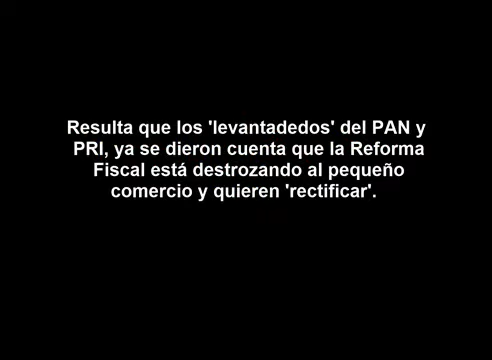 Resulta que los 'levantadedos' del PAN y
PRI, ya se dieron cuenta que la Reforma
Fiscal está destrozando al pequeño
comercio y quieren 'rectificar'.